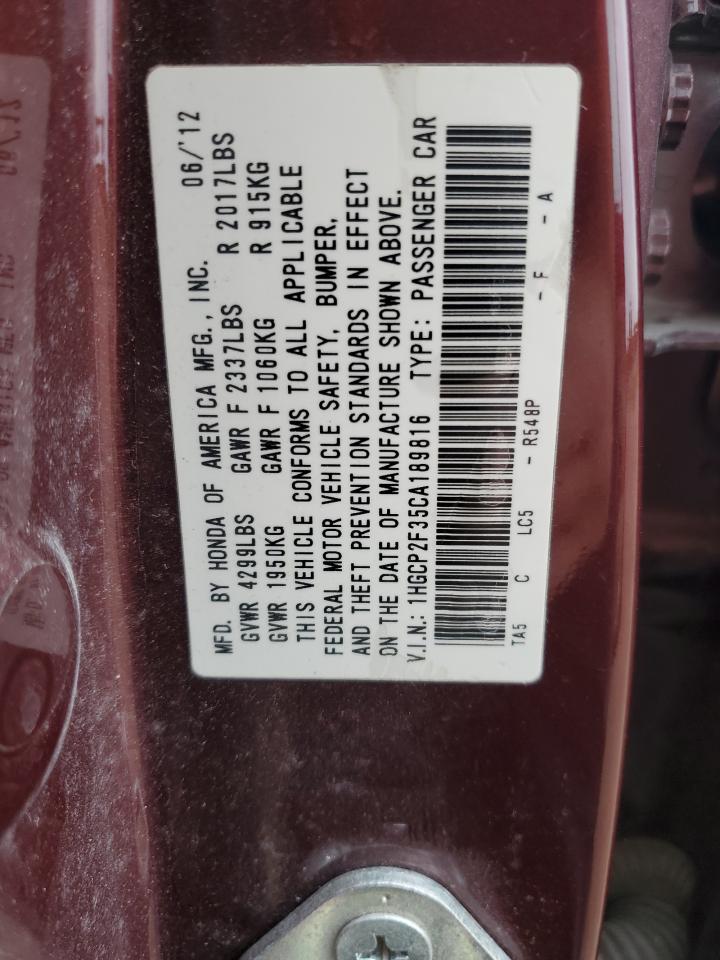 MFD. BY HONDA OF AMERICA MFG., INC. 06/'12
GVWR 4299LBS GAWR F 2337LBS R 2017LBS
GVWR 1950KG GAWR F 1060KG R 915KG
THIS VEHICLE CONFORMS TO ALL APPLICABLE
FEDERAL MOTOR VEHICLE SAFETY, BUMPER,
AND THEFT PREVENTION STANDARDS IN EFFECT
ON THE DATE OF MANUFACTURE SHOWN ABOVE.
V.I.N.: 1HGCP2F35CA189816 TYPE: PASSENGER CAR
TA5 C LC5 - R548P - F - A